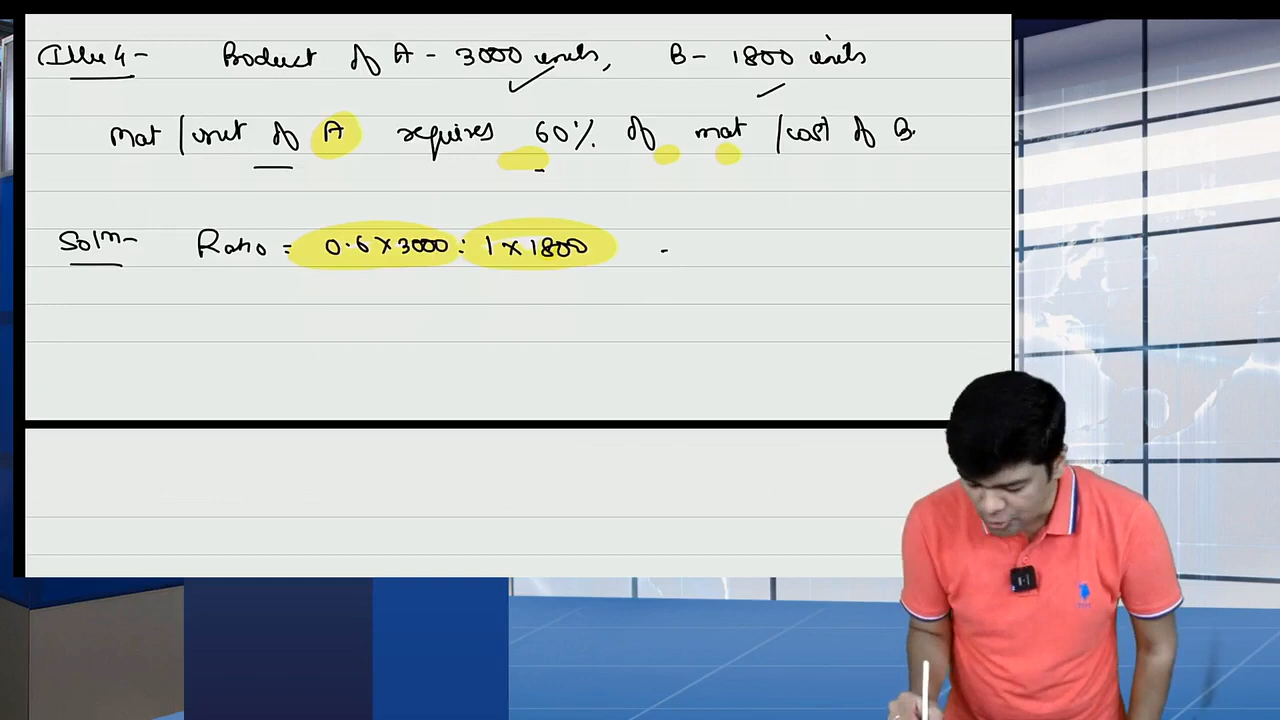 Illu 4- Product of A - 3000 units, B- 1800 units
Mat/unit of A requires 60% of mat/cost of B.
Soln- Ratio = 0.6 x 3000 : 1 x 1800